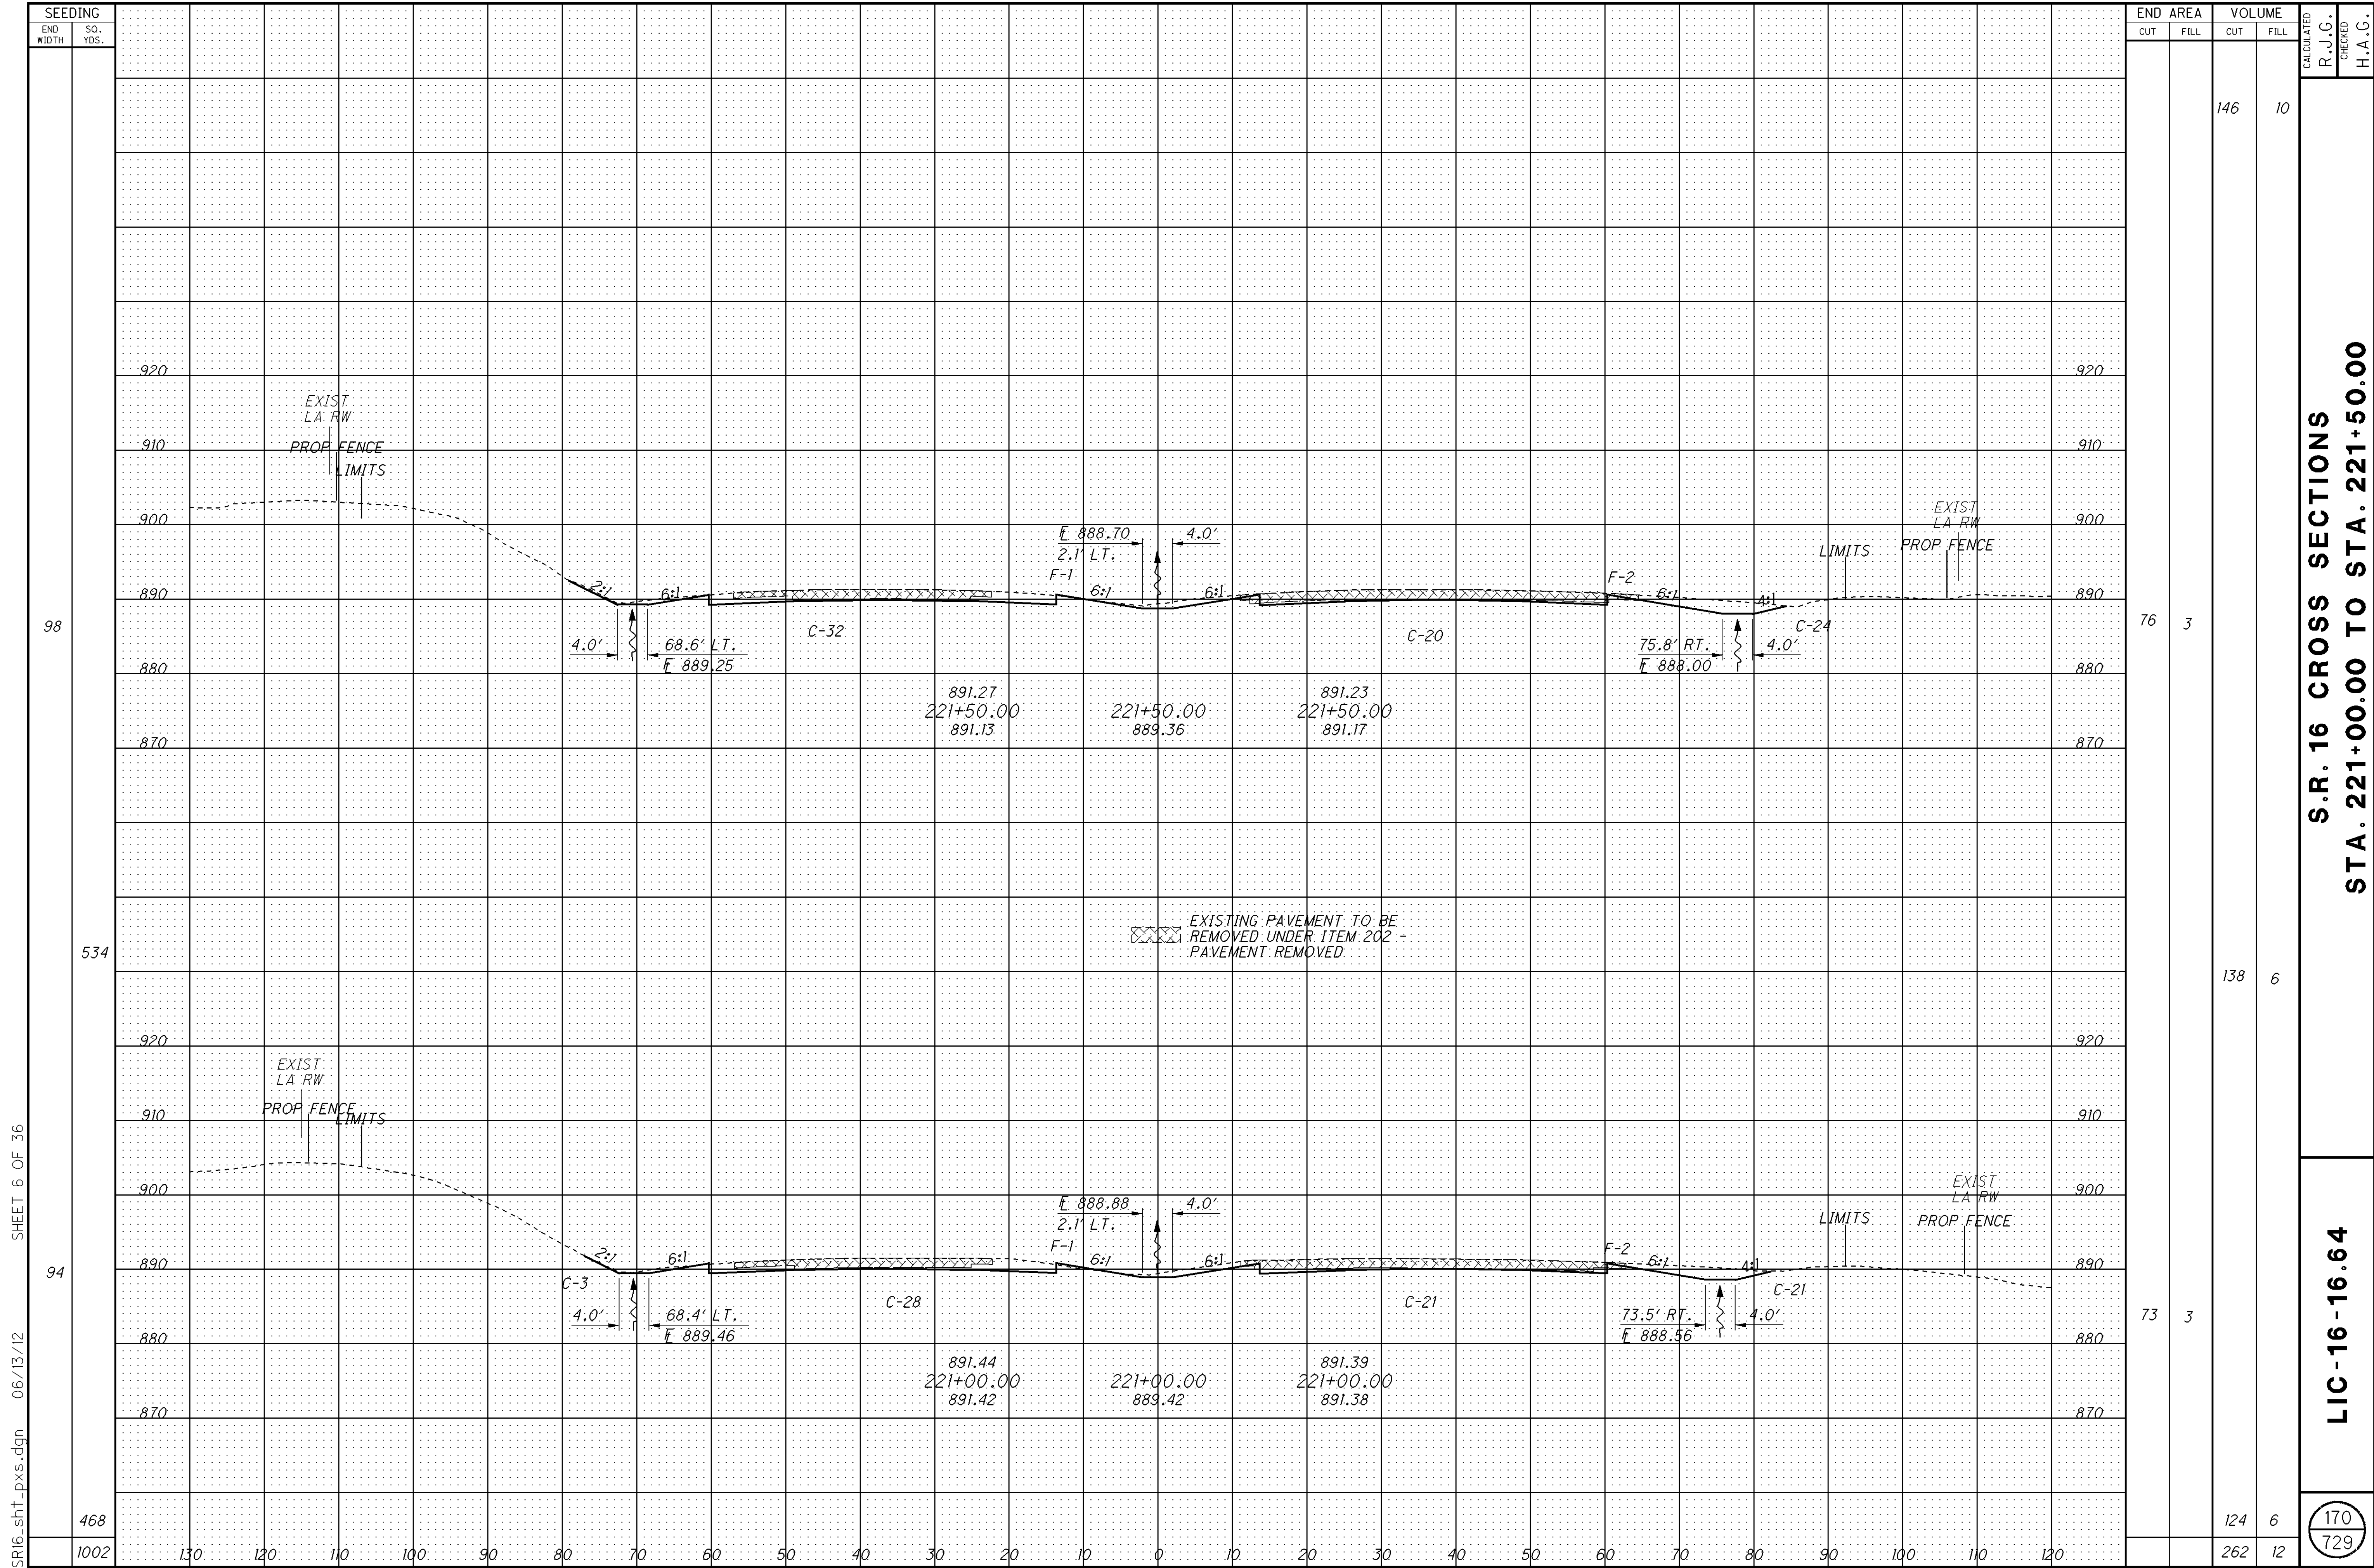 SEEDING
END WIDTH
SQ. YDS.
98
534
94
468
1002
SR16_sht_pxs.dgn 06/13/12 SHEET 6 OF 36
END AREA
VOLUME
CUT
FILL
CUT
FILL
CALCULATED
R.J.G.
CHECKED
H.A.G.
146 10
920
920
910
910
900
900
890
890
880
880
870
870
EXIST
LA RW
PROP FENCE
LIMITS
2:1
6:1
4.0'
68.6' LT.
℄ 889.25
C-32
℄ 888.70
4.0'
2.1' LT.
F-1
6:1
6:1
C-20
F-2
6:1
4:1
C-24
75.8' RT.
4.0'
℄ 888.00
LIMITS
EXIST
LA RW
PROP FENCE
76 3
891.27
221+50.00
891.13
221+50.00
889.36
891.23
221+50.00
891.17
EXISTING PAVEMENT TO BE
REMOVED UNDER ITEM 202 -
PAVEMENT REMOVED
138 6
920
920
910
910
900
900
890
890
880
880
870
870
EXIST
LA RW
PROP FENCE
LIMITS
2:1
6:1
C-3
4.0'
68.4' LT.
℄ 889.46
C-28
℄ 888.88
4.0'
2.1' LT.
F-1
6:1
6:1
C-21
F-2
6:1
4:1
C-21
73.5' RT.
4.0'
℄ 888.56
LIMITS
EXIST
LA RW
PROP FENCE
73 3
891.44
221+00.00
891.42
221+00.00
889.42
891.39
221+00.00
891.38
124 6
262 12
130 120 110 100 90 80 70 60 50 40 30 20 10 0 10 20 30 40 50 60 70 80 90 100 110 120
S.R. 16 CROSS SECTIONS
STA. 221+00.00 TO STA. 221+50.00
LIC-16-16.64
170
729